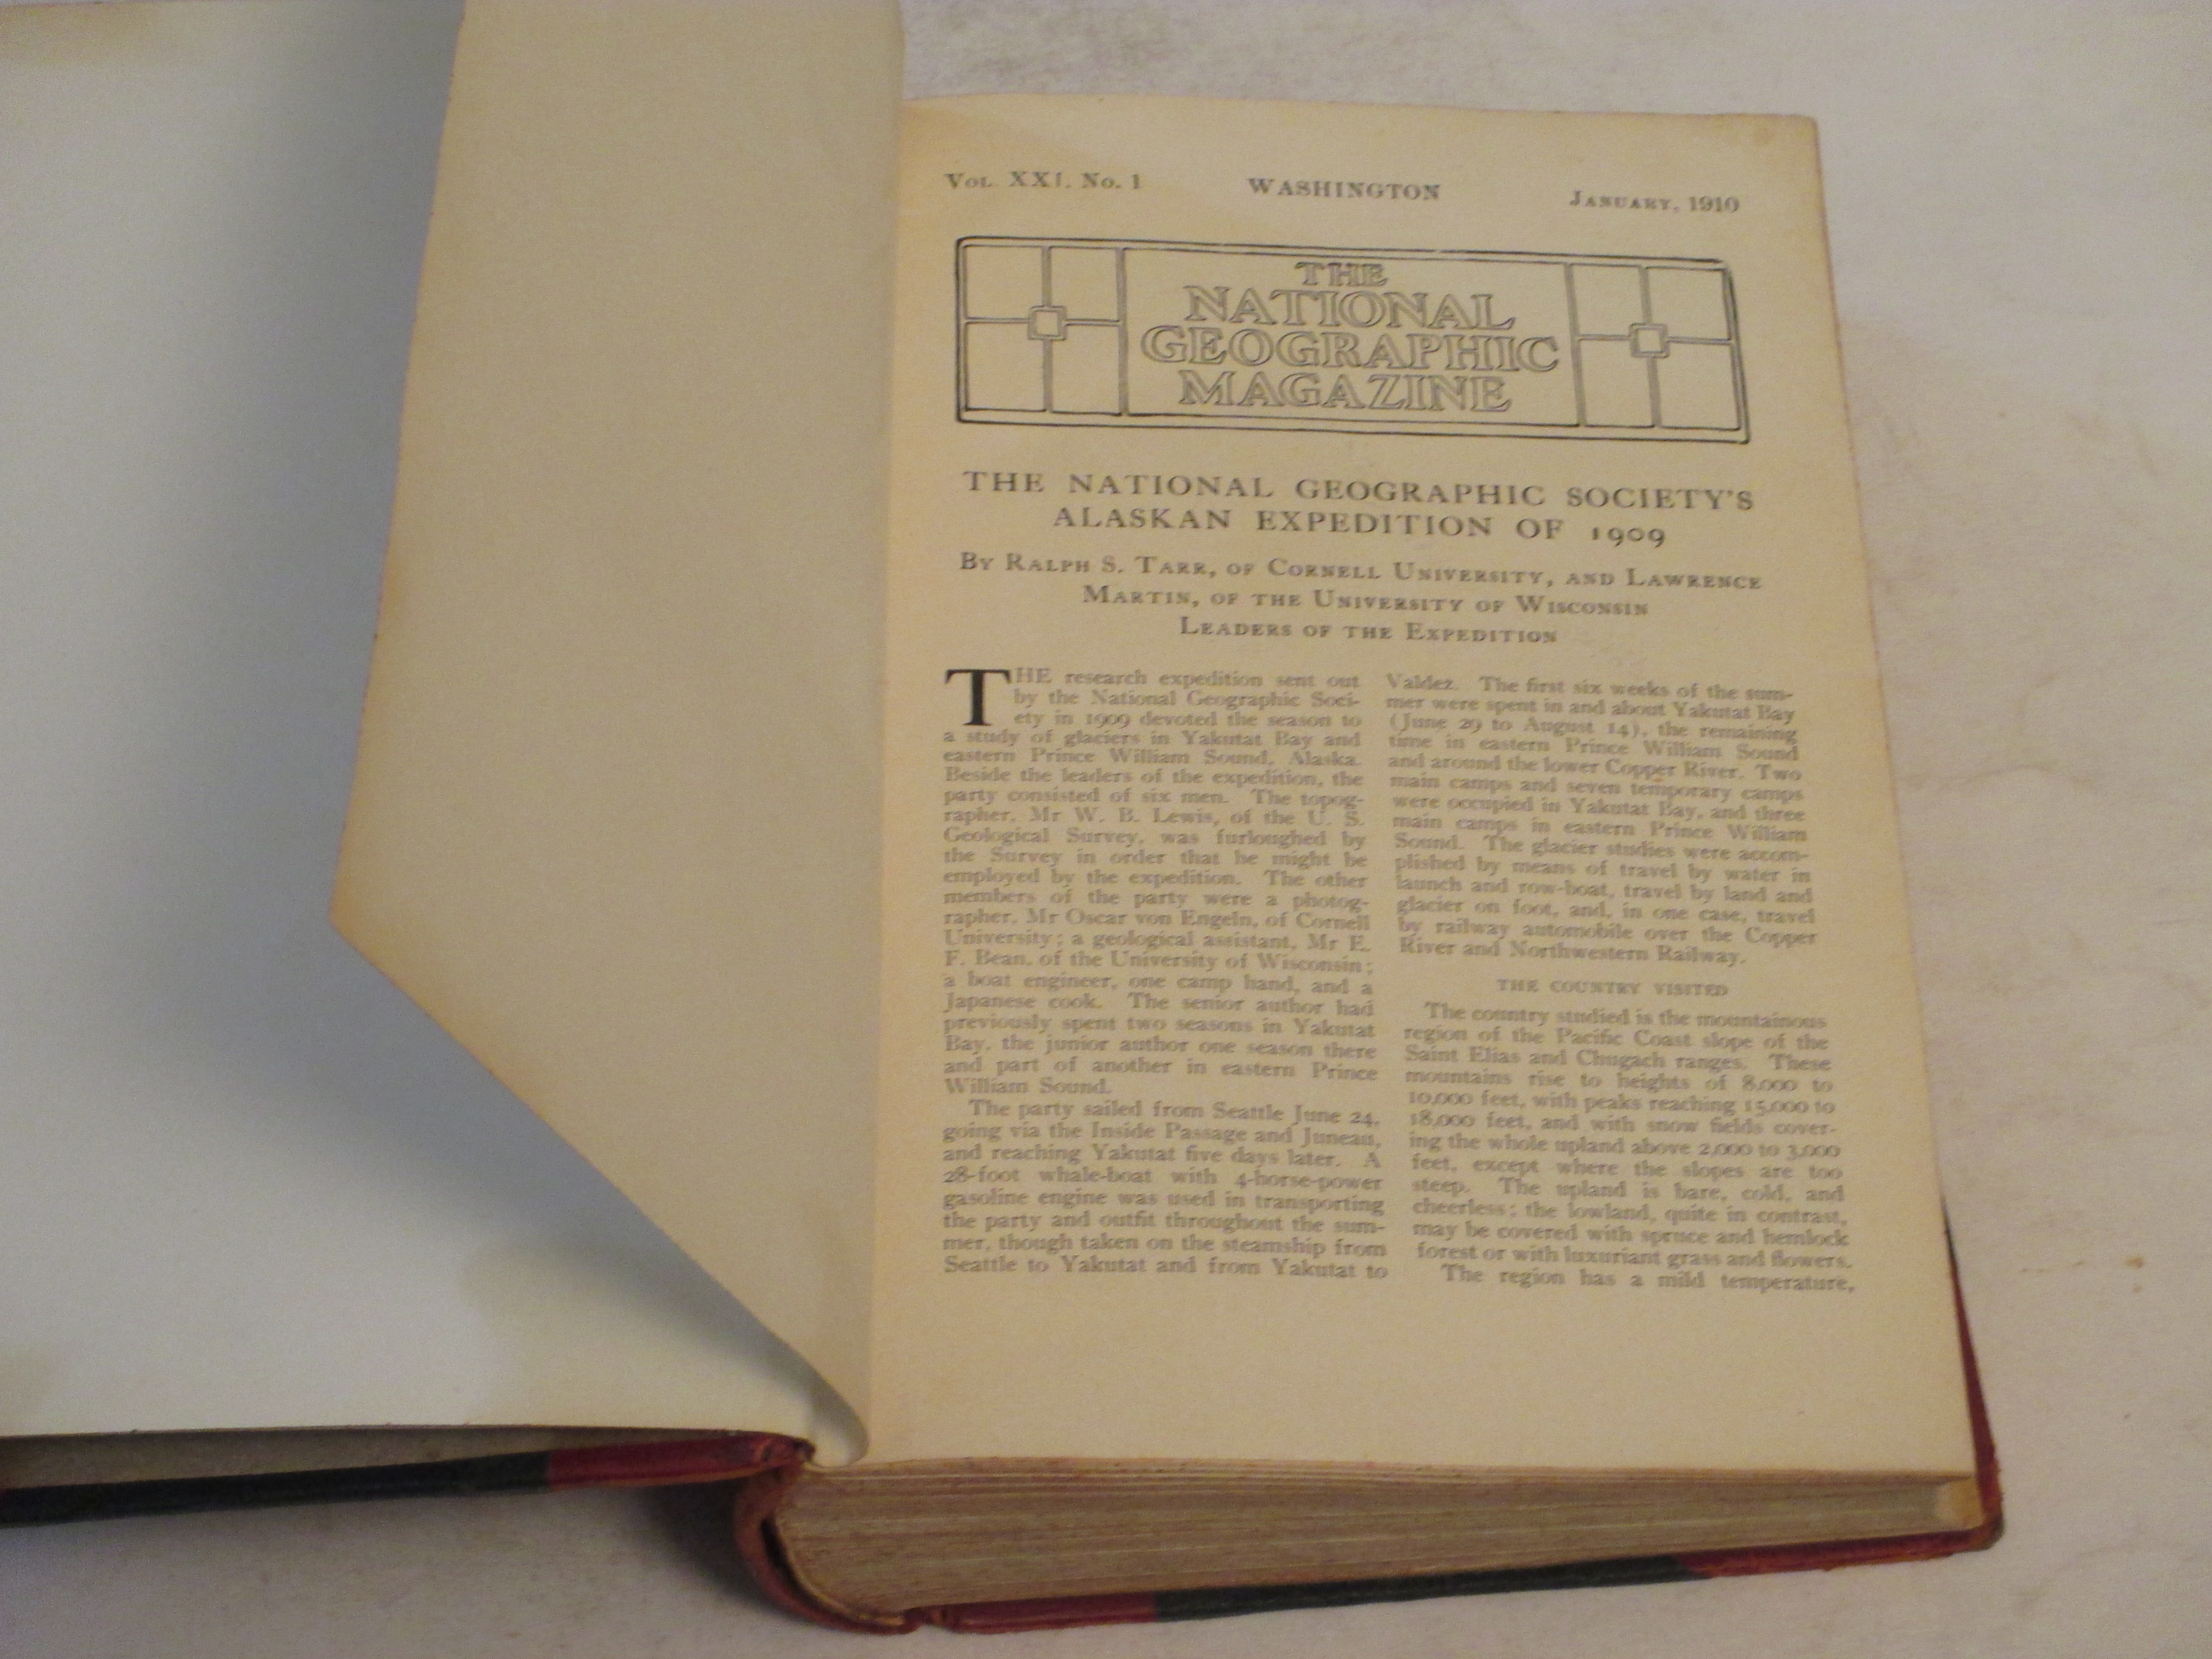 VOL. XXI, No. 1 WASHINGTON JANUARY, 1910
THE
NATIONAL
GEOGRAPHIC
MAGAZINE
THE NATIONAL GEOGRAPHIC SOCIETY'S
ALASKAN EXPEDITION OF 1909
BY RALPH S. TARR, OF CORNELL UNIVERSITY, AND LAWRENCE
MARTIN, OF THE UNIVERSITY OF WISCONSIN
LEADERS OF THE EXPEDITION
THE research expedition sent out
by the National Geographic Soci-
ety in 1909 devoted the season to
a study of glaciers in Yakutat Bay and
eastern Prince William Sound, Alaska.
Beside the leaders of the expedition, the
party consisted of six men. The topog-
rapher, Mr W. B. Lewis, of the U. S.
Geological Survey, was furloughed by
the Survey in order that he might be
employed by the expedition. The other
members of the party were a photog-
rapher, Mr Oscar von Engeln, of Cornell
University; a geological assistant, Mr E.
F. Bean, of the University of Wisconsin;
a boat engineer, one camp hand, and a
Japanese cook. The senior author had
previously spent two seasons in Yakutat
Bay, the junior author one season there
and part of another in eastern Prince
William Sound.
The party sailed from Seattle June 24,
going via the Inside Passage and Juneau,
and reaching Yakutat five days later. A
28-foot whale-boat with 4-horse-power
gasoline engine was used in transporting
the party and outfit throughout the sum-
mer, though taken on the steamship from
Seattle to Yakutat and from Yakutat to
Valdez. The first six weeks of the sum-
mer were spent in and about Yakutat Bay
(June 29 to August 14), the remaining
time in eastern Prince William Sound
and around the lower Copper River. Two
main camps and seven temporary camps
were occupied in Yakutat Bay, and three
main camps in eastern Prince William
Sound. The glacier studies were accom-
plished by means of travel by water in
launch and row-boat, travel by land and
glacier on foot, and, in one case, travel
by railway automobile over the Copper
River and Northwestern Railway.
THE COUNTRY VISITED
The country studied is the mountainous
region of the Pacific Coast slope of the
Saint Elias and Chugach ranges. These
mountains rise to heights of 8,000 to
10,000 feet, with peaks reaching 15,000 to
18,000 feet, and with snow fields cover-
ing the whole upland above 2,000 to 3,000
feet, except where the slopes are too
steep. The upland is bare, cold, and
cheerless; the lowland, quite in contrast,
may be covered with spruce and hemlock
forest or with luxuriant grass and flowers.
The region has a mild temperature,